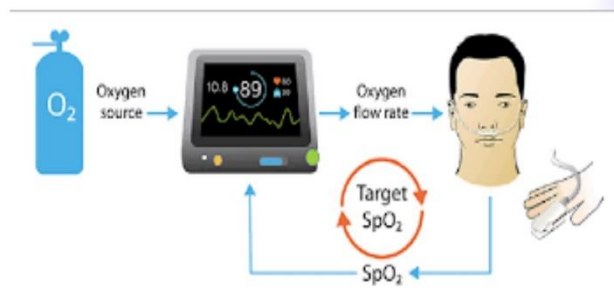 O₂
Oxygen
source
10.8
89
Oxygen
flow rate
Target
SpO₂
SpO₂